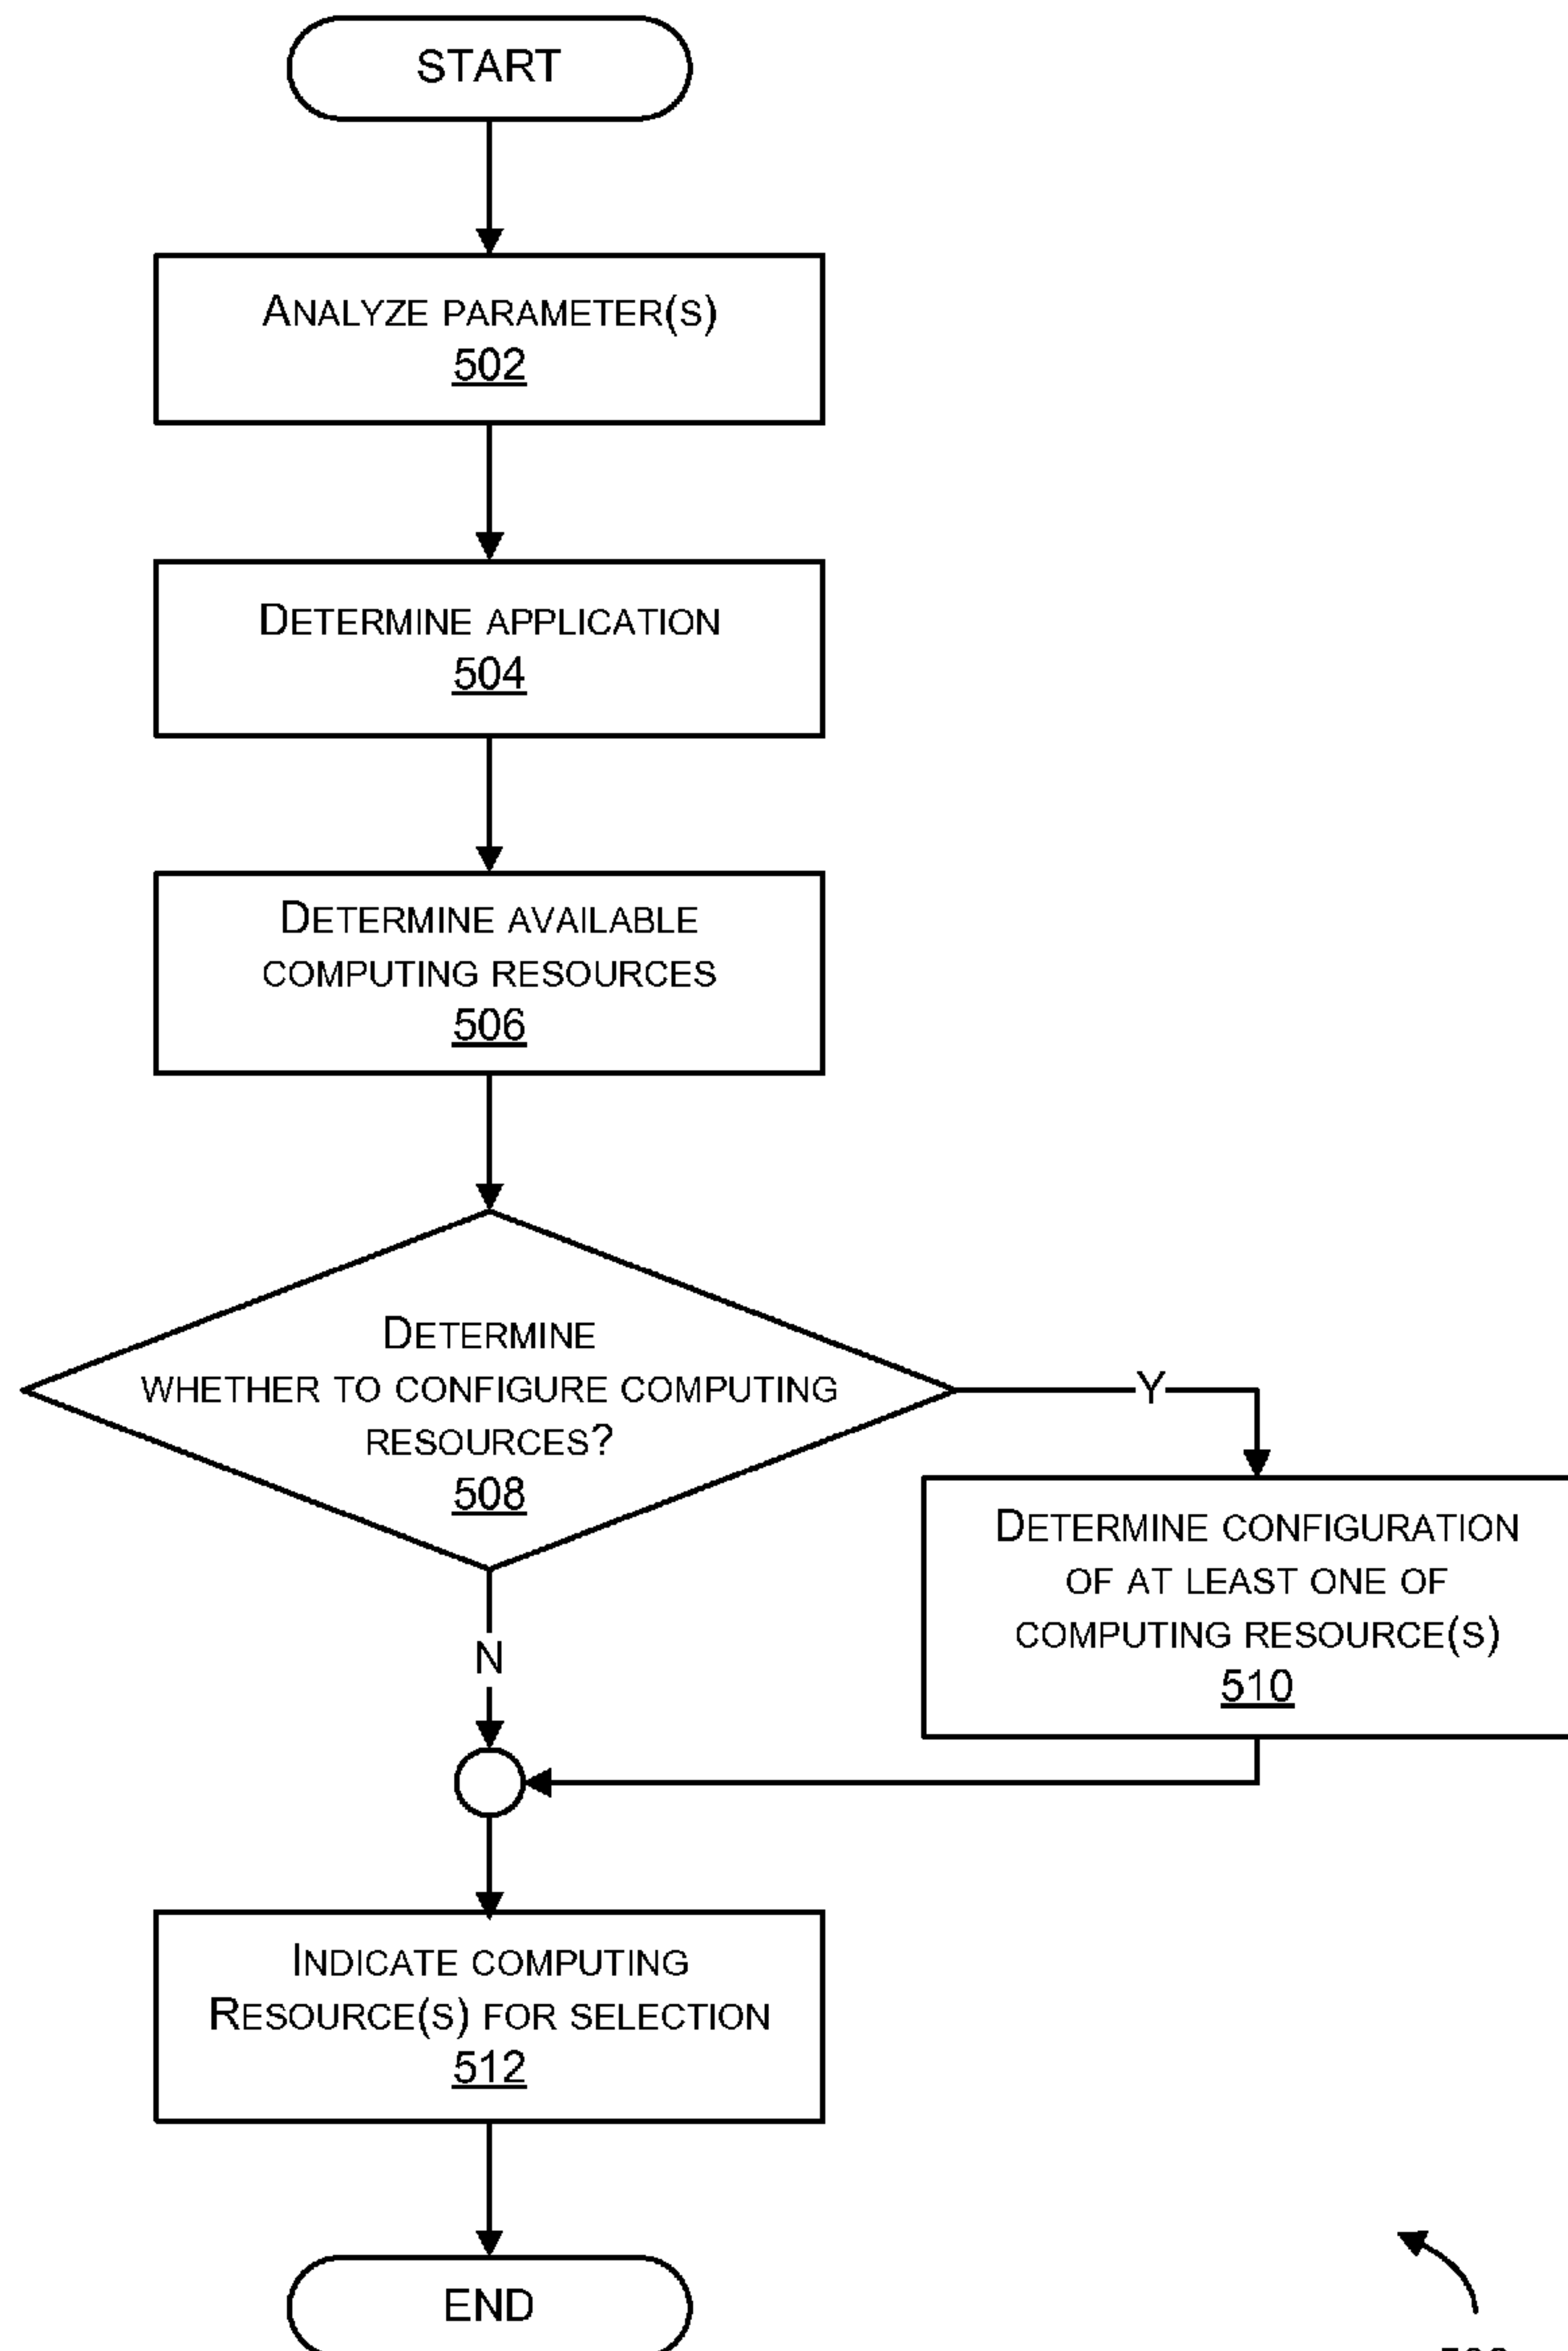 START
ANALYZE PARAMETER(S)
502
DETERMINE APPLICATION
504
DETERMINE AVAILABLE
COMPUTING RESOURCES
506
DETERMINE
WHETHER TO CONFIGURE COMPUTING
RESOURCES?
508
Y
DETERMINE CONFIGURATION
OF AT LEAST ONE OF
COMPUTING RESOURCE(S)
510
N
INDICATE COMPUTING
RESOURCE(S) FOR SELECTION
512
END